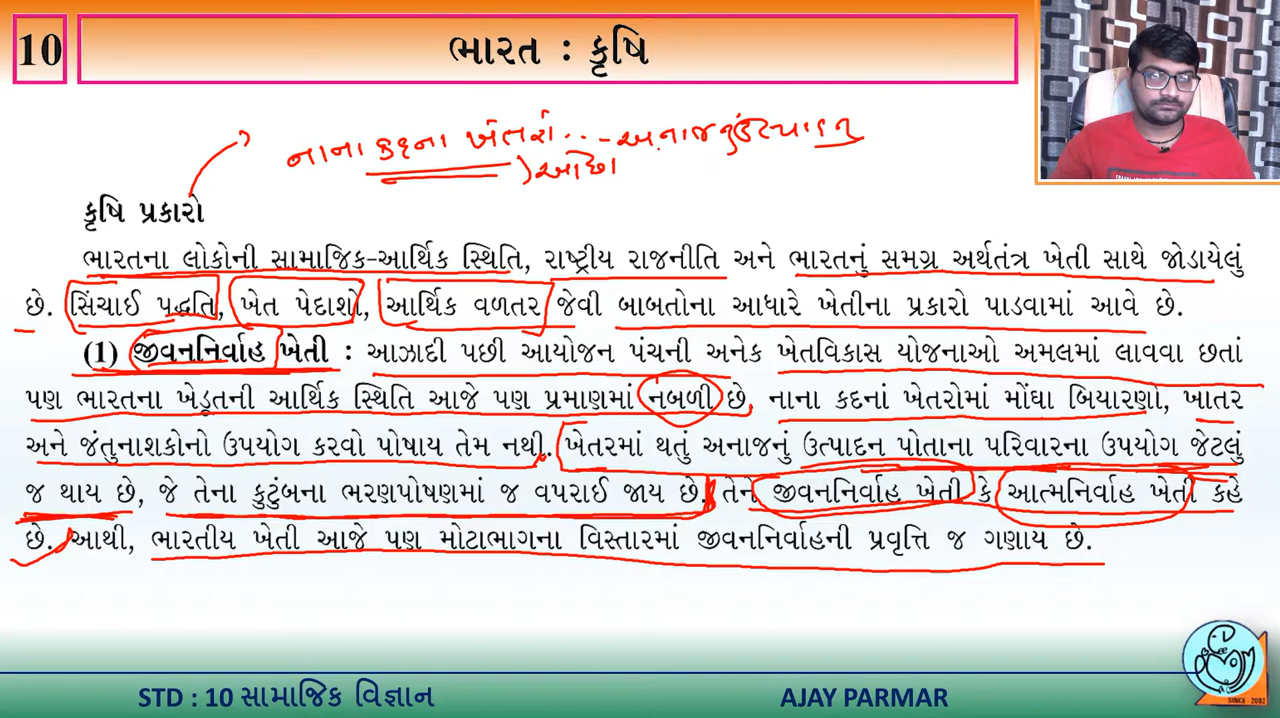 10
ભારત : કૃષિ
નાના કદના ખેતરો .. - અનાજનું ઉત્પાદન
ઓછા
કૃષિ પ્રકારો
ભારતના લોકોની સામાજિક-આર્થિક સ્થિતિ, રાષ્ટ્રીય રાજનીતિ અને ભારતનું સમગ્ર અર્થતંત્ર ખેતી સાથે જોડાયેલું
છે. સિંચાઈ પદ્ધતિ, ખેત પેદાશો, આર્થિક વળતર જેવી બાબતોના આધારે ખેતીના પ્રકારો પાડવામાં આવે છે.
(1) જીવનનિર્વાહ ખેતી : આઝાદી પછી આયોજન પંચની અનેક ખેતવિકાસ યોજનાઓ અમલમાં લાવવા છતાં
પણ ભારતના ખેડૂતની આર્થિક સ્થિતિ આજે પણ પ્રમાણમાં નબળી છે. નાના કદનાં ખેતરોમાં મોંઘા બિયારણો, ખાતર
અને જંતુનાશકોનો ઉપયોગ કરવો પોષાય તેમ નથી. ખેતરમાં થતું અનાજનું ઉત્પાદન પોતાના પરિવારના ઉપયોગ જેટલું
જ થાય છે, જે તેના કુટુંબના ભરણપોષણમાં જ વપરાઈ જાય છે. તેને જીવનનિર્વાહ ખેતી કે આત્મનિર્વાહ ખેતી કહે
છે. આથી, ભારતીય ખેતી આજે પણ મોટાભાગના વિસ્તારમાં જીવનનિર્વાહની પ્રવૃત્તિ જ ગણાય છે.
STD : 10 સામાજિક વિજ્ઞાન
AJAY PARMAR
SINCE - 2002